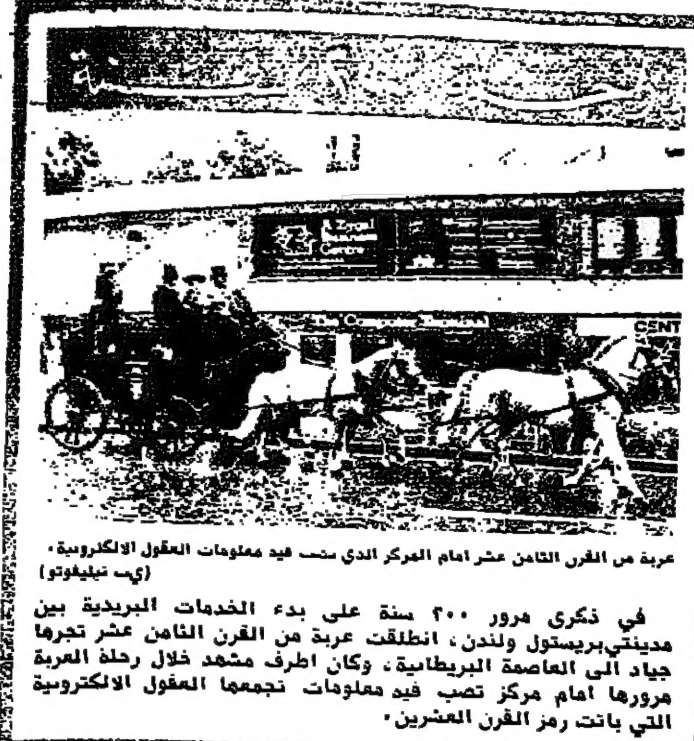 CENT
عربة من القرن الثامن عشر امام المركز الذي تصب فيه معلومات العقول الالكترونية.
(ي.ب تيليفوتو)
في ذكرى مرور ٢٠٠ سنة على بدء الخدمات البريدية بين
مدينتي بريستول ولندن، انطلقت عربة من القرن الثامن عشر تجرها
جياد الى العاصمة البريطانية، وكان اطرف مشهد خلال رحلة العربة
مرورها امام مركز تصب فيه معلومات تجمعها العقول الالكترونية
التي باتت رمز القرن العشرين.